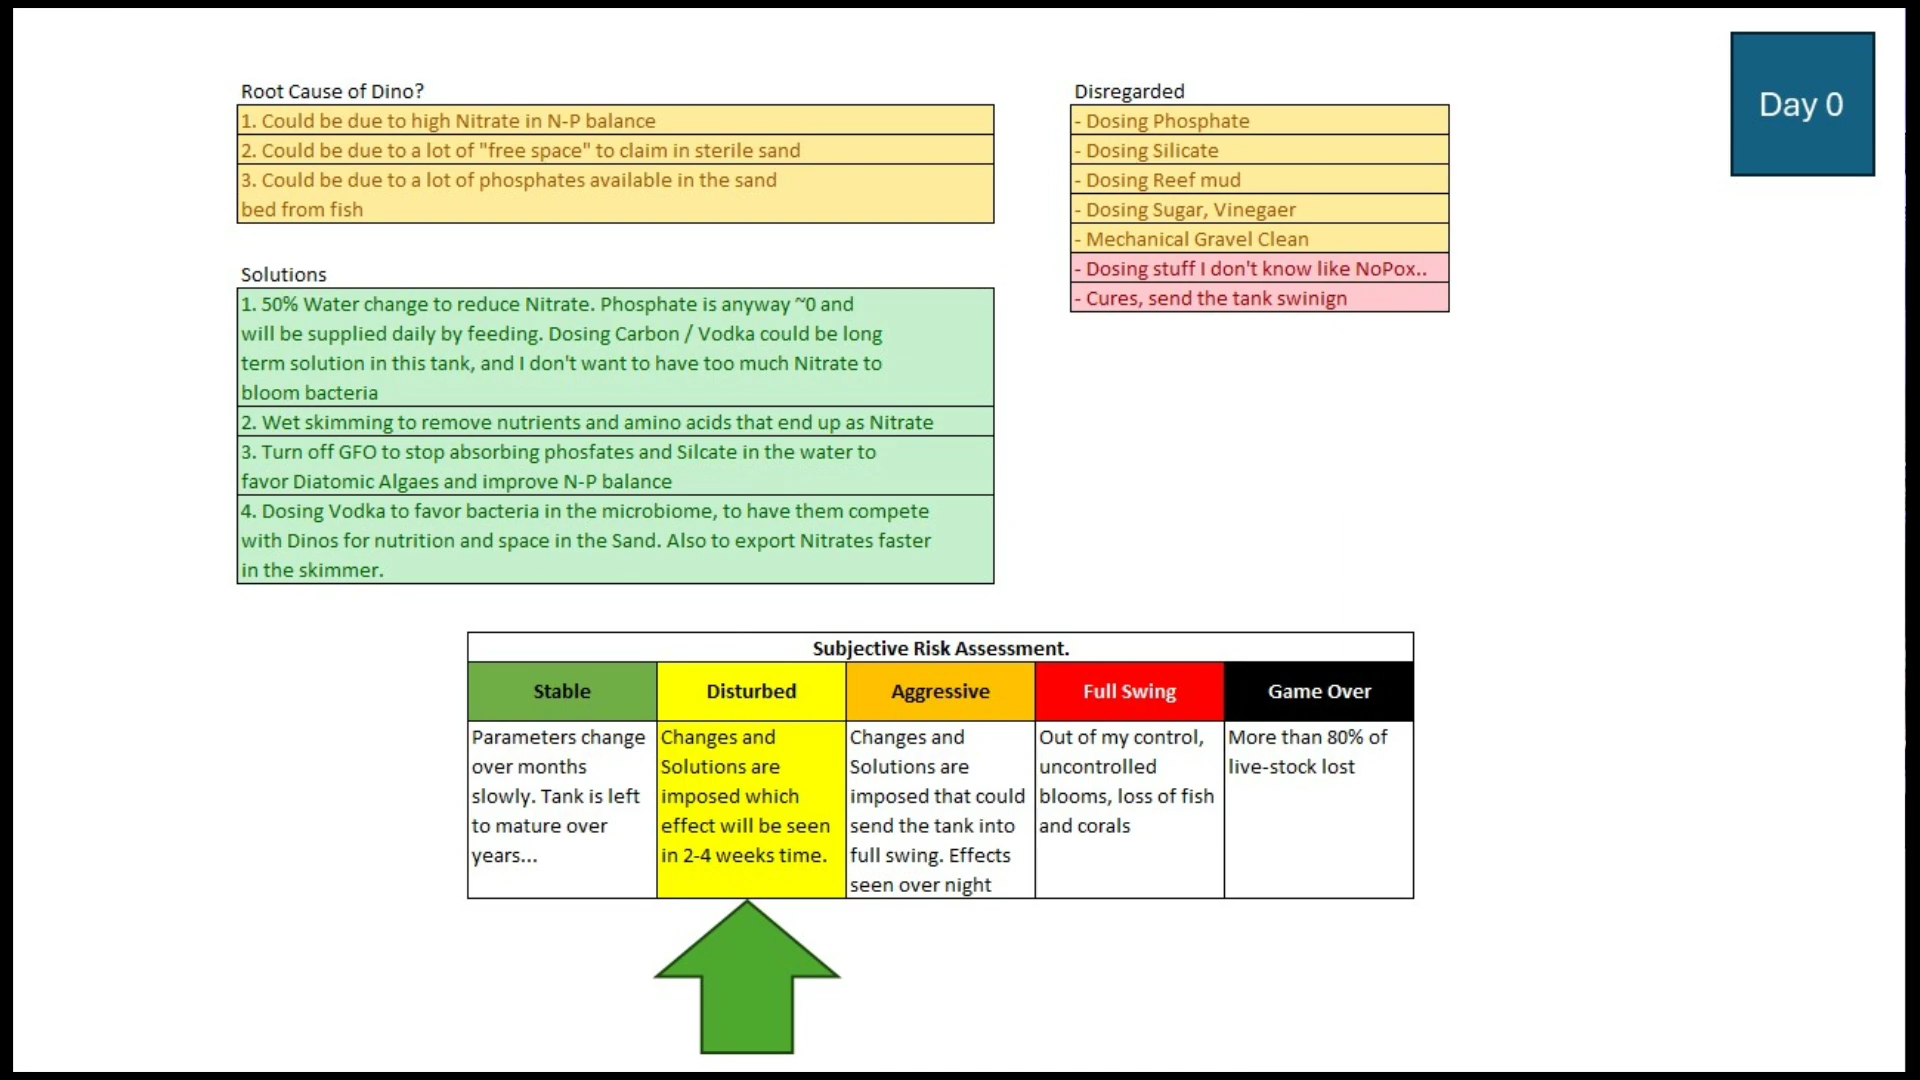 Day 0
Root Cause of Dino?
1. Could be due to high Nitrate in N-P balance
2. Could be due to a lot of "free space" to claim in sterile sand
3. Could be due to a lot of phosphates available in the sand
bed from fish
Disregarded
- Dosing Phosphate
- Dosing Silicate
- Dosing Reef mud
- Dosing Sugar, Vinegaer
- Mechanical Gravel Clean
- Dosing stuff I don't know like NoPox..
- Cures, send the tank swinign
Solutions
1. 50% Water change to reduce Nitrate. Phosphate is anyway ~0 and
will be supplied daily by feeding. Dosing Carbon / Vodka could be long
term solution in this tank, and I don't want to have too much Nitrate to
bloom bacteria
2. Wet skimming to remove nutrients and amino acids that end up as Nitrate
3. Turn off GFO to stop absorbing phosfates and Silcate in the water to
favor Diatomic Algaes and improve N-P balance
4. Dosing Vodka to favor bacteria in the microbiome, to have them compete
with Dinos for nutrition and space in the Sand. Also to export Nitrates faster
in the skimmer.
Subjective Risk Assessment.
Stable
Parameters change
over months
slowly. Tank is left
to mature over
years...
Disturbed
Changes and
Solutions are
imposed which
effect will be seen
in 2-4 weeks time.
Aggressive
Changes and
Solutions are
imposed that could
send the tank into
full swing. Effects
seen over night
Full Swing
Out of my control,
uncontrolled
blooms, loss of fish
and corals
Game Over
More than 80% of
live-stock lost